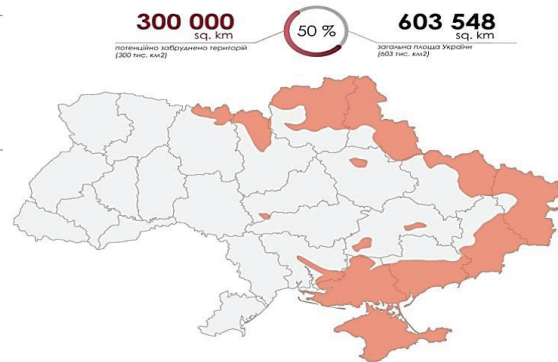 300 000
sq. km
потенційно забруднено територій
(300 тис. км2)
50 %
603 548
sq. km
загальна площа України
(603 тис. км2)